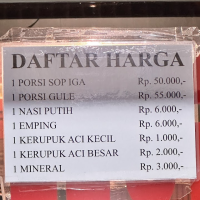 DAFTAR HARGA
1 PORSI SOP IGA Rp. 50.000,-
1 PORSI GULE Rp. 55.000,-
1 NASI PUTIH Rp. 6.000,-
1 EMPING Rp. 6.000,-
1 KERUPUK ACI KECIL Rp. 1.000,-
1 KERUPUK ACI BESAR Rp. 2.000,-
1 MINERAL Rp. 3.000,-